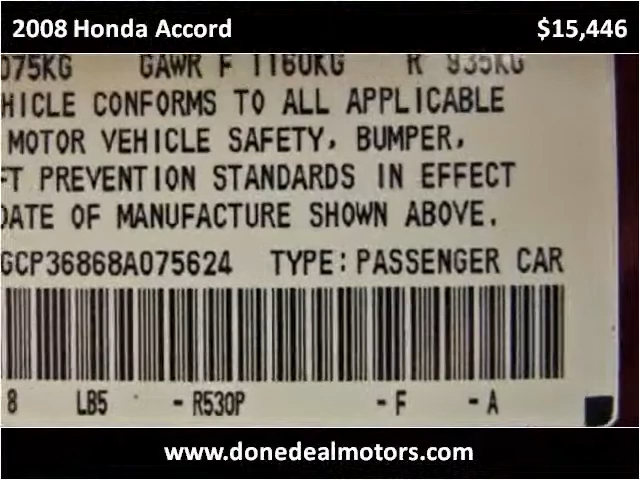 2008 Honda Accord $15,446
075KG GAWR F 1160KG R 935KG
HICLE CONFORMS TO ALL APPLICABLE
MOTOR VEHICLE SAFETY, BUMPER,
FT PREVENTION STANDARDS IN EFFECT
DATE OF MANUFACTURE SHOWN ABOVE.
GCP36868A075624 TYPE: PASSENGER CAR
8 LB5 - R530P - F - A
www.donedealmotors.com